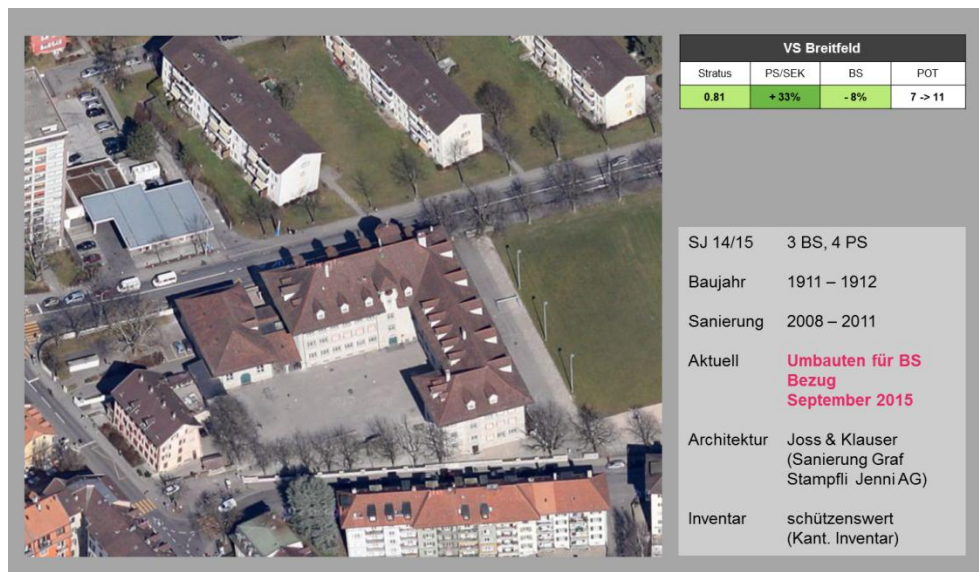 VS Breitfeld
Stratus PS/SEK BS POT
0.81 + 33% - 8% 7 -> 11
SJ 14/15 3 BS, 4 PS
Baujahr 1911 – 1912
Sanierung 2008 – 2011
Aktuell Umbauten für BS
Bezug
September 2015
Architektur Joss & Klauser
(Sanierung Graf
Stampfli Jenni AG)
Inventar schützenswert
(Kant. Inventar)